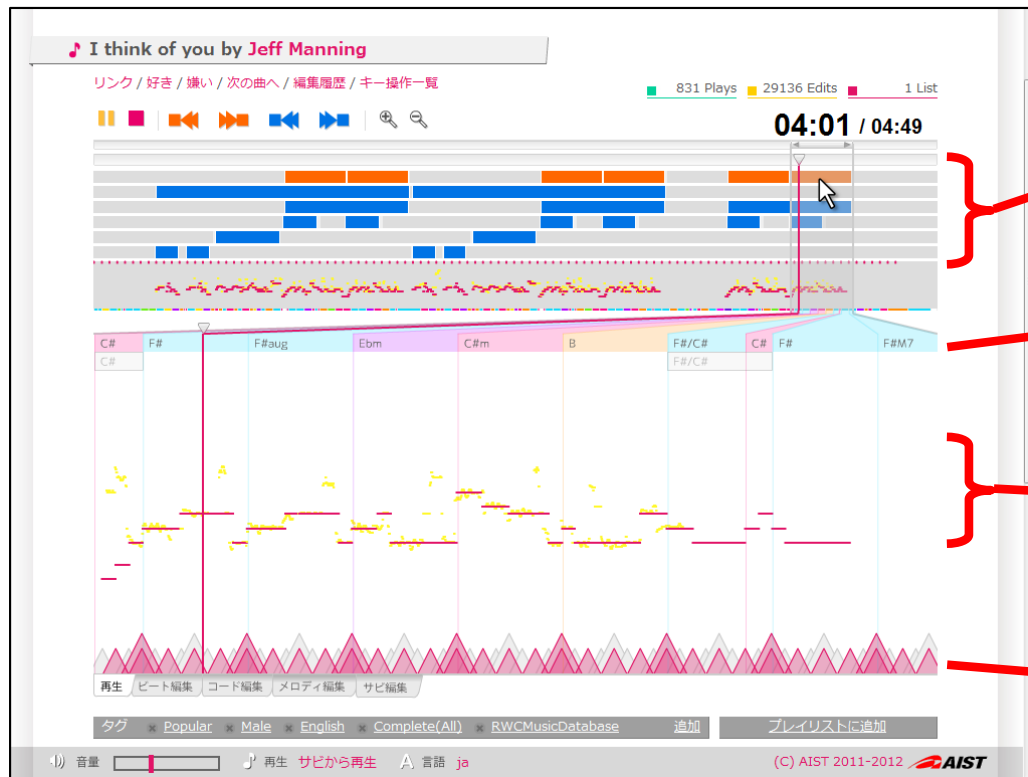 I think of you by Jeff Manning
リンク / 好き / 嫌い / 次の曲へ / 編集履歴 / キー操作一覧
831 Plays 29136 Edits 1 List
04:01 / 04:49
C# F# F#aug Ebm C#m B F#/C# C# F# F#M7
C# F#/C#
再生 ビート編集 コード編集 メロディ編集 サビ編集
タグ Popular Male English Complete(All) RWCMusicDatabase 追加 プレイリストに追加
音量 再生 サビから再生 言語 ja (C) AIST 2011-2012 AIST